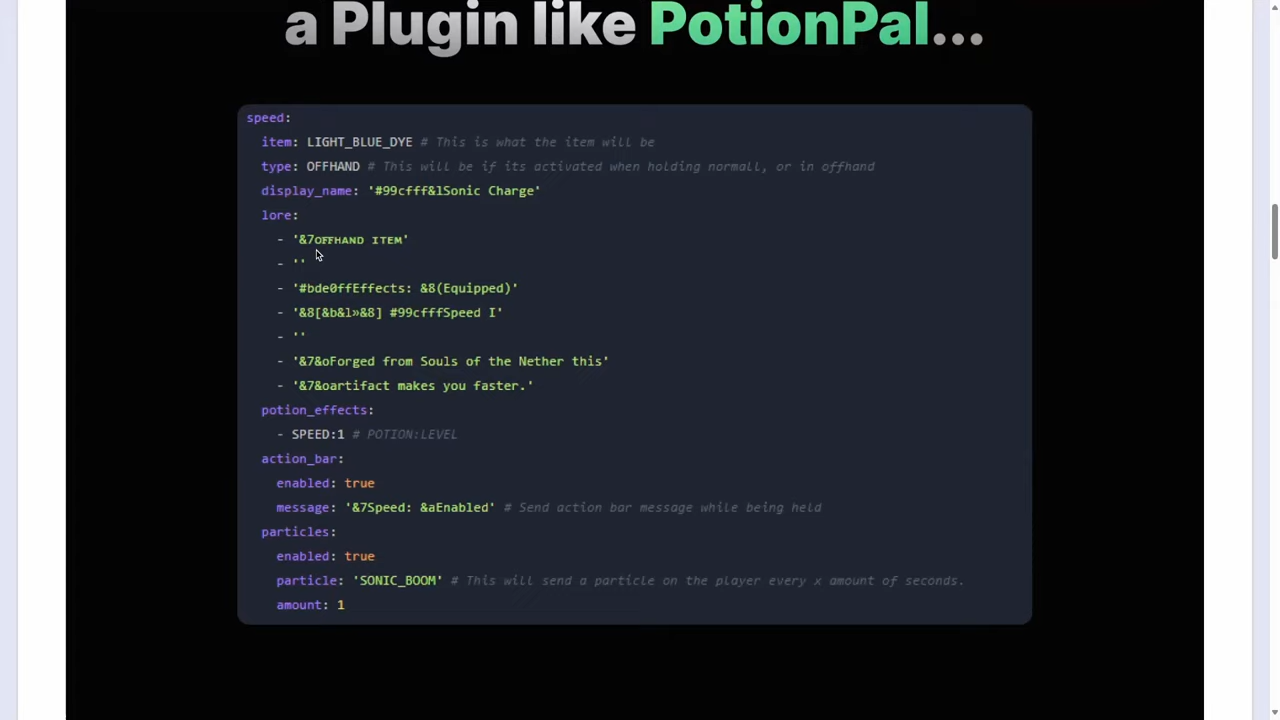 a Plugin like PotionPal...
speed:
item: LIGHT_BLUE_DYE # This is what the item will be
type: OFFHAND # This will be if its activated when holding normall, or in offhand
display_name: '#99cfff&lSonic Charge'
lore:
- '&7ᴏꜰꜰʜᴀɴᴅ ɪᴛᴇᴍ'
- ''
- '#bde0ffEffects: &8(Equipped)'
- '&8[&b&l»&8] #99cfffSpeed I'
- ''
- '&7&oForged from Souls of the Nether this'
- '&7&oartifact makes you faster.'
potion_effects:
- SPEED:1 # POTION:LEVEL
action_bar:
enabled: true
message: '&7Speed: &aEnabled' # Send action bar message while being held
particles:
enabled: true
particle: 'SONIC_BOOM' # This will send a particle on the player every x amount of seconds.
amount: 1